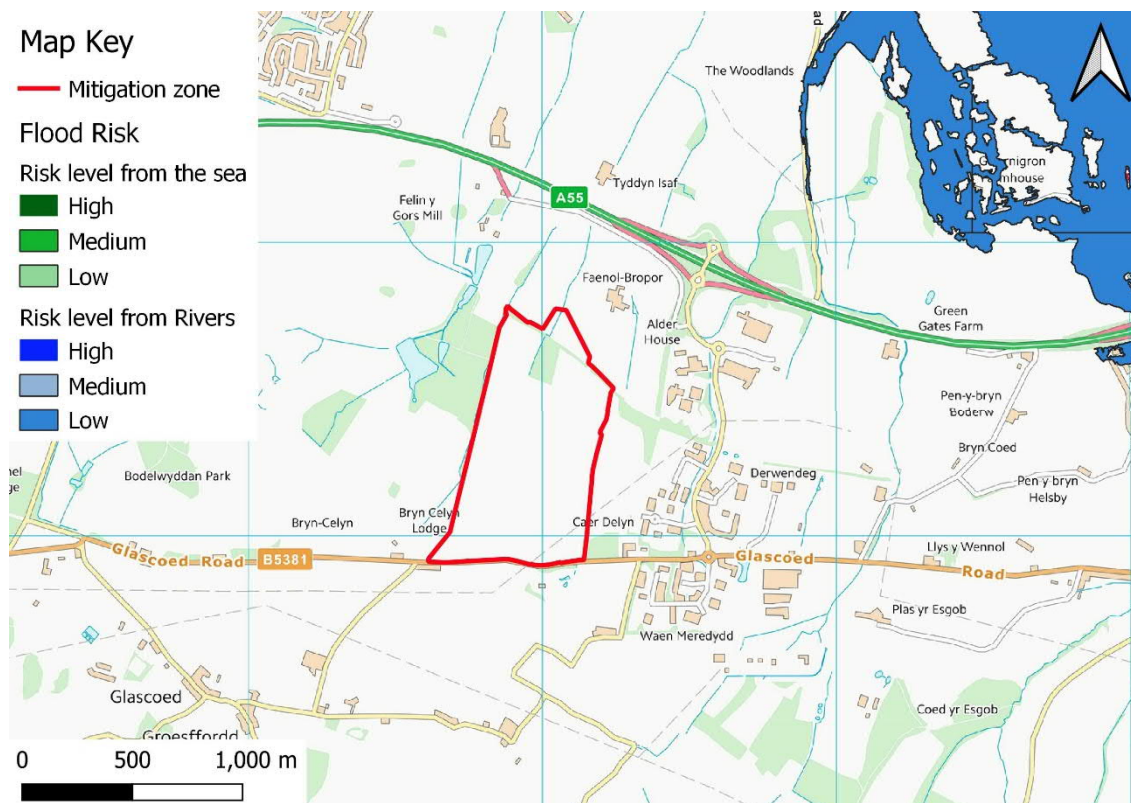 Map Key
Mitigation zone
Flood Risk
Risk level from the sea
High
Medium
Low
Risk level from Rivers
High
Medium
Low
The Woodlands
Tyddyn Isaf
Felin y
Gors Mill
A55
Faenol-Bropor
Alder
House
Green
Gates Farm
Pen-y-bryn
Boderw
Bryn Coed
Pen-y-bryn
Helsby
Bodelwyddan Park
Bryn-Celyn
Bryn Celyn
Lodge
Caer Delyn
Derwendeg
Glascoed Road
B5381
Glascoed
Road
Llys y Wennol
Plas yr Esgob
Waen Meredydd
Coed yr Esgob
Glascoed
Groesffordd
0 500 1,000 m